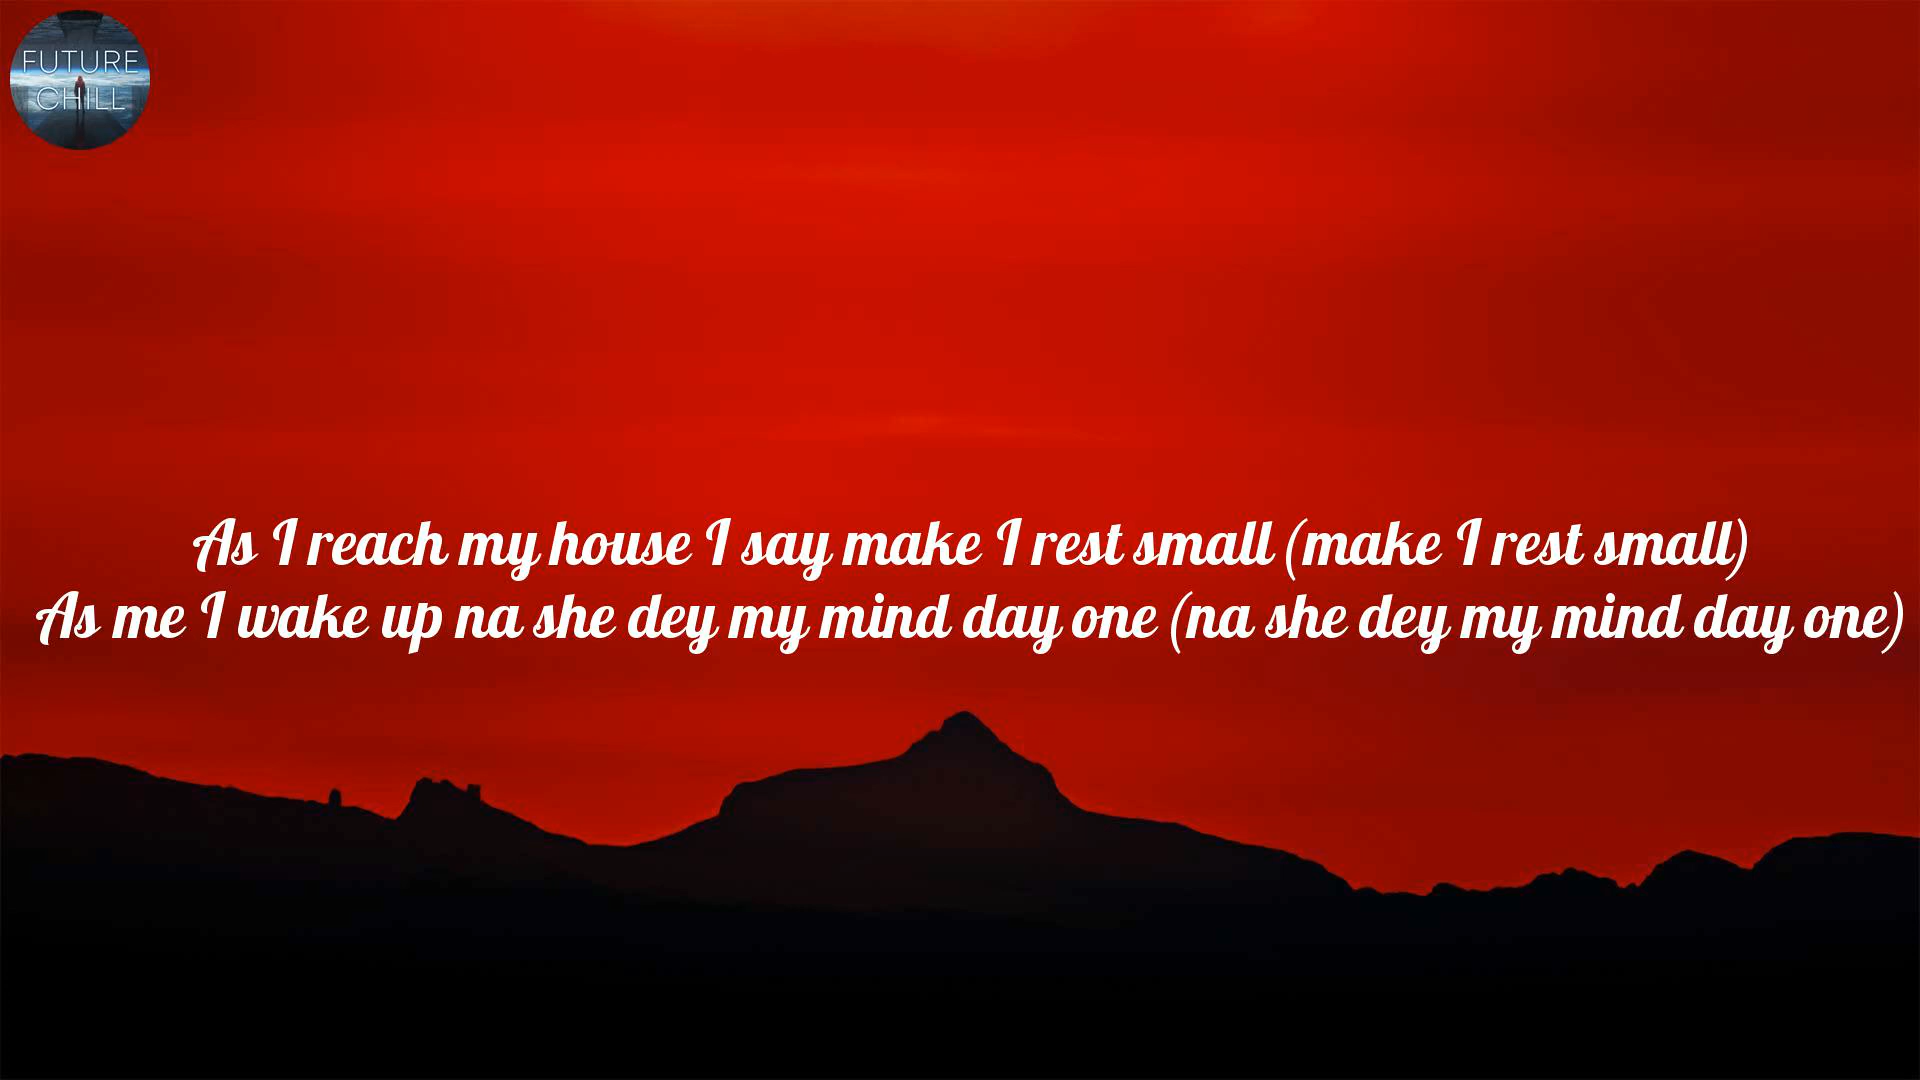 FUTURE
CHILL
As I reach my house I say make I rest small (make I rest small)
As me I wake up na she dey my mind day one (na she dey my mind day one)